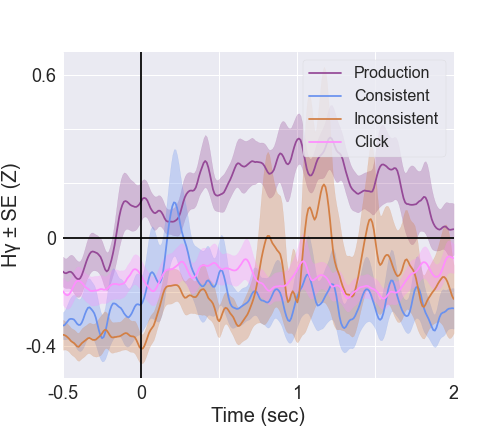 Production
Consistent
Inconsistent
Click
0.6
0
-0.4
Hγ ± SE (Z)
-0.5
0
1
2
Time (sec)